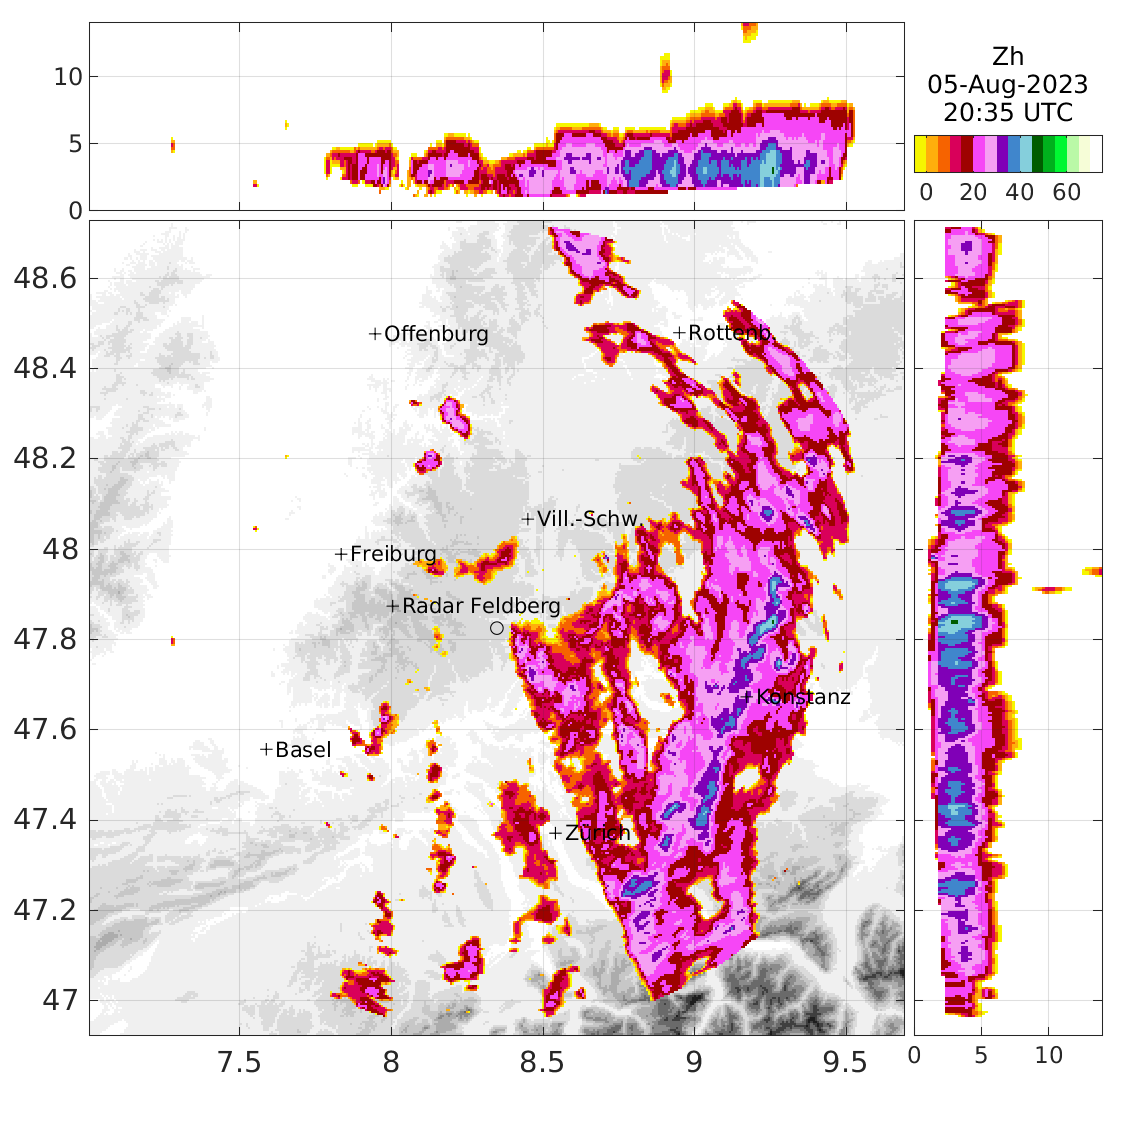 10
5
0
Zh
05-Aug-2023
20:35 UTC
0 20 40 60
48.6
48.4
48.2
48
47.8
47.6
47.4
47.2
47
+Offenburg
+Rottenb.
+Vill.-Schw.
+Freiburg
+Radar Feldberg
+Konstanz
+Basel
+Zürich
7.5 8 8.5 9 9.5
0 5 10